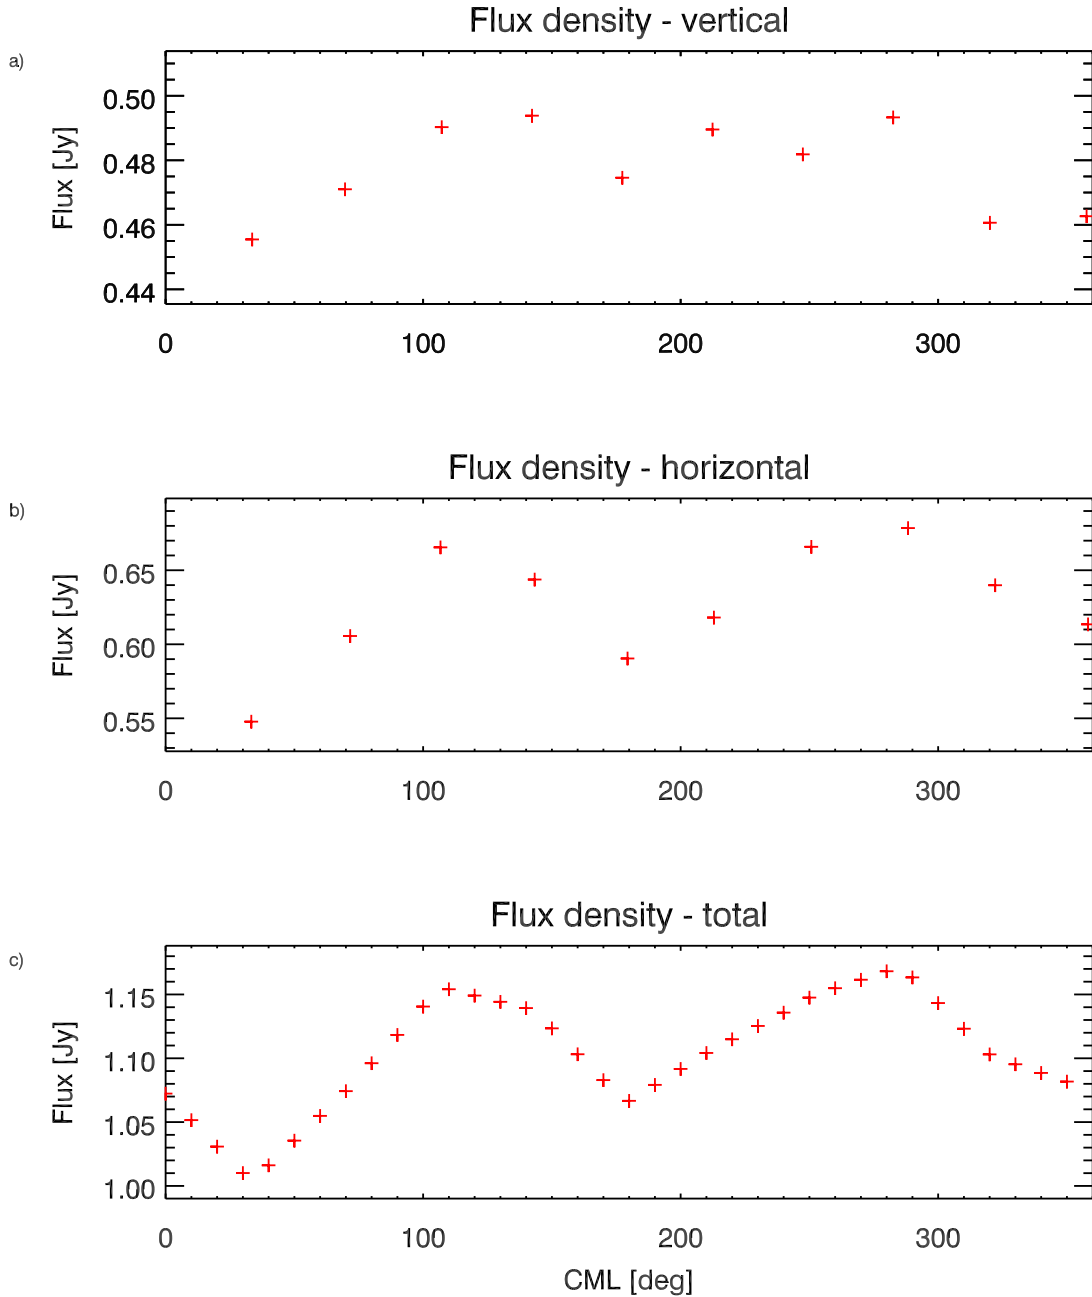 Flux density - vertical
a)
Flux [Jy]
0.50
0.48
0.46
0.44
0 100 200 300
Flux density - horizontal
b)
Flux [Jy]
0.65
0.60
0.55
0 100 200 300
Flux density - total
c)
Flux [Jy]
1.15
1.10
1.05
1.00
0 100 200 300
CML [deg]